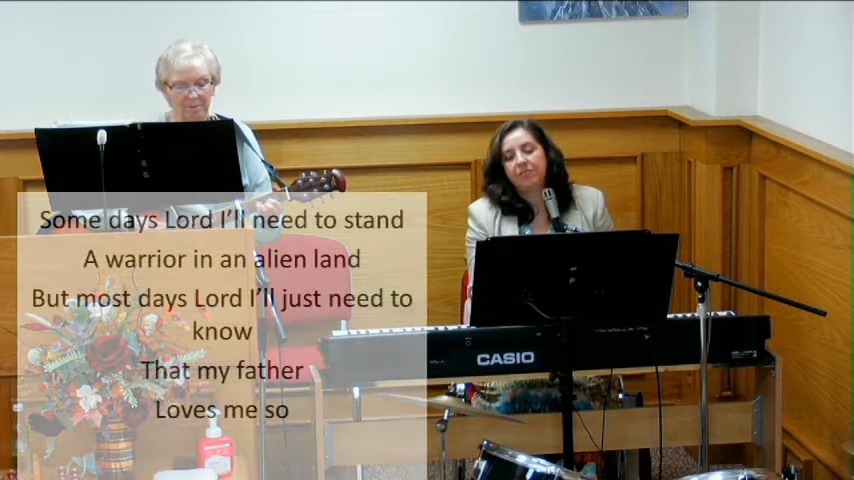 Some days Lord I'll need to stand
A warrior in an alien land
But most days Lord I'll just need to
know
That my father
Loves me so
CASIO